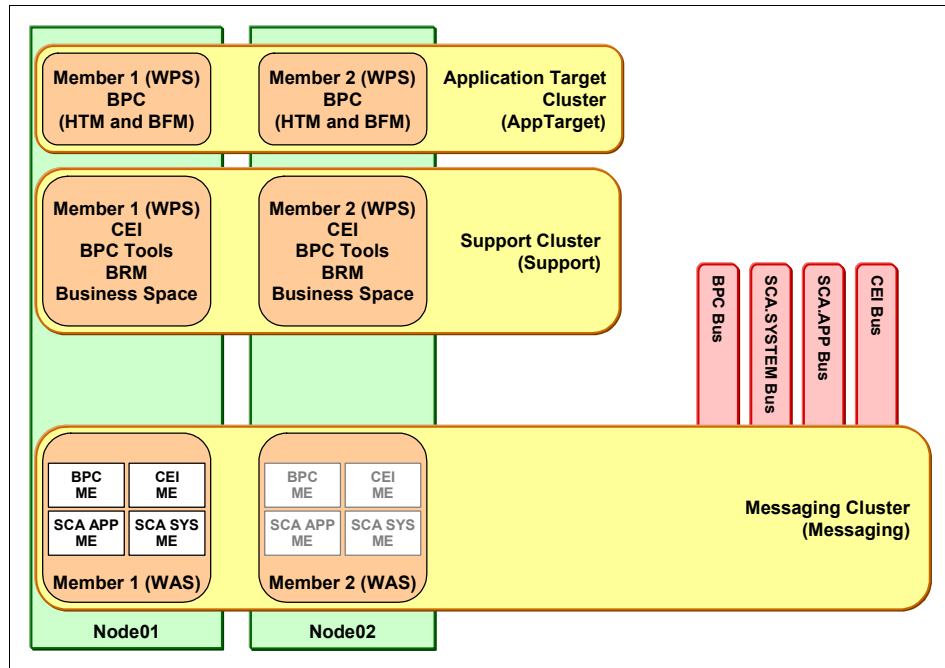 Member 1 (WPS)
BPC
(HTM and BFM)
Member 2 (WPS)
BPC
(HTM and BFM)
Application Target
Cluster
(AppTarget)
Member 1 (WPS)
CEI
BPC Tools
BRM
Business Space
Member 2 (WPS)
CEI
BPC Tools
BRM
Business Space
Support Cluster
(Support)
BPC Bus
SCA.SYSTEM Bus
SCA.APP Bus
CEI Bus
BPC
ME
CEI
ME
SCA APP
ME
SCA SYS
ME
Member 1 (WAS)
BPC
ME
CEI
ME
SCA APP
ME
SCA SYS
ME
Member 2 (WAS)
Messaging Cluster
(Messaging)
Node01
Node02